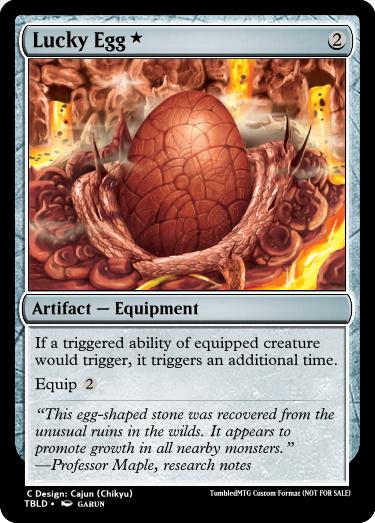 Lucky Egg ★ 2
Artifact — Equipment
If a triggered ability of equipped creature
would trigger, it triggers an additional time.
Equip 2
“This egg-shaped stone was recovered from the
unusual ruins in the wilds. It appears to
promote growth in all nearby monsters.”
—Professor Maple, research notes
C Design: Cajun (Chikyu) TumbledMTG Custom Format (NOT FOR SALE)
TBLD • GARUN